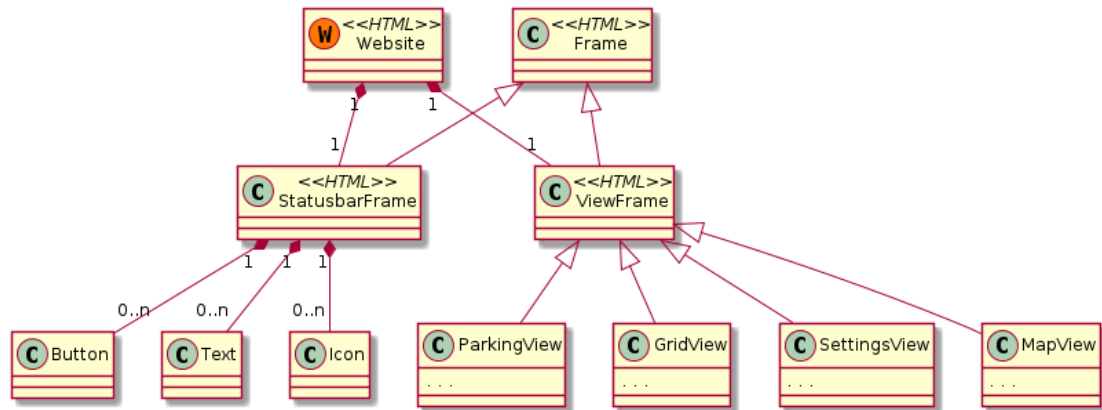 W <<HTML>>
Website
C <<HTML>>
Frame
1 1
1 1
C <<HTML>>
StatusbarFrame
C <<HTML>>
ViewFrame
1 1 1
0..n 0..n 0..n
C Button
C Text
C Icon
C ParkingView
. . .
C GridView
. . .
C SettingsView
. . .
C MapView
. . .